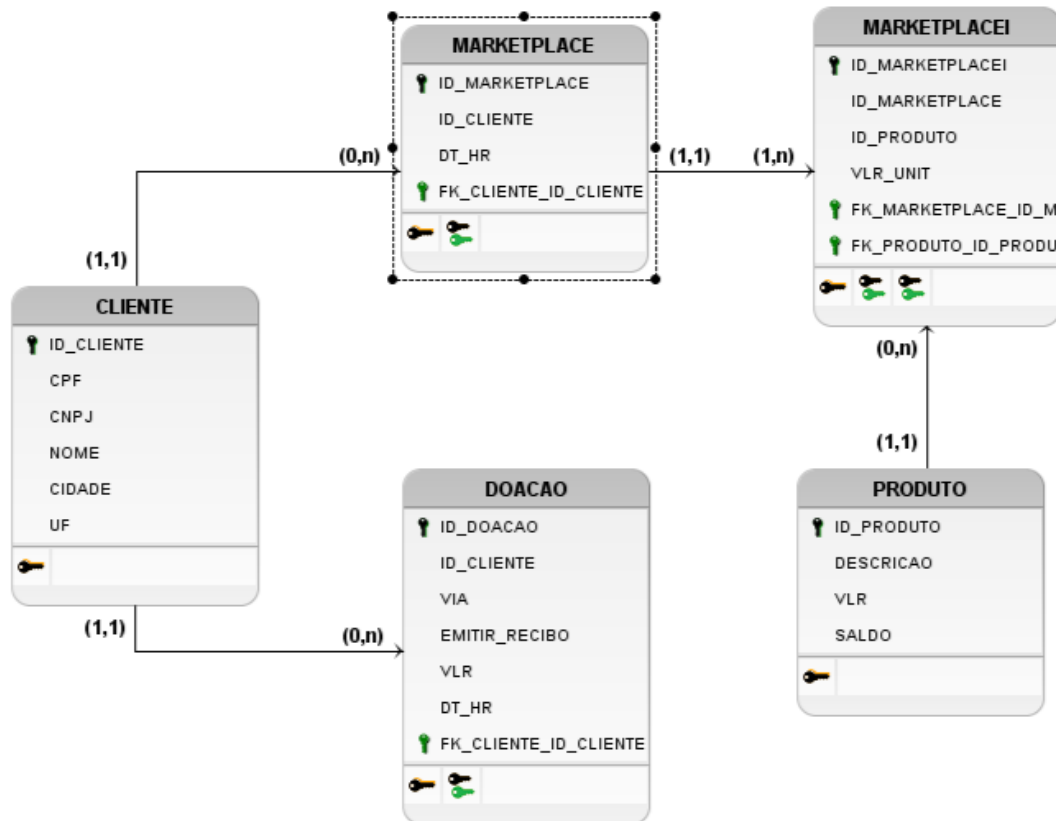 MARKETPLACE
ID_MARKETPLACE
ID_CLIENTE
DT_HR
FK_CLIENTE_ID_CLIENTE
MARKETPLACEI
ID_MARKETPLACEI
ID_MARKETPLACE
ID_PRODUTO
VLR_UNIT
FK_MARKETPLACE_ID_M
FK_PRODUTO_ID_PRODU
(0,n)
(1,1)
(1,n)
(1,1)
CLIENTE
ID_CLIENTE
CPF
CNPJ
NOME
CIDADE
UF
(1,1)
(0,n)
DOACAO
ID_DOACAO
ID_CLIENTE
VIA
EMITIR_RECIBO
VLR
DT_HR
FK_CLIENTE_ID_CLIENTE
(0,n)
(1,1)
PRODUTO
ID_PRODUTO
DESCRICAO
VLR
SALDO